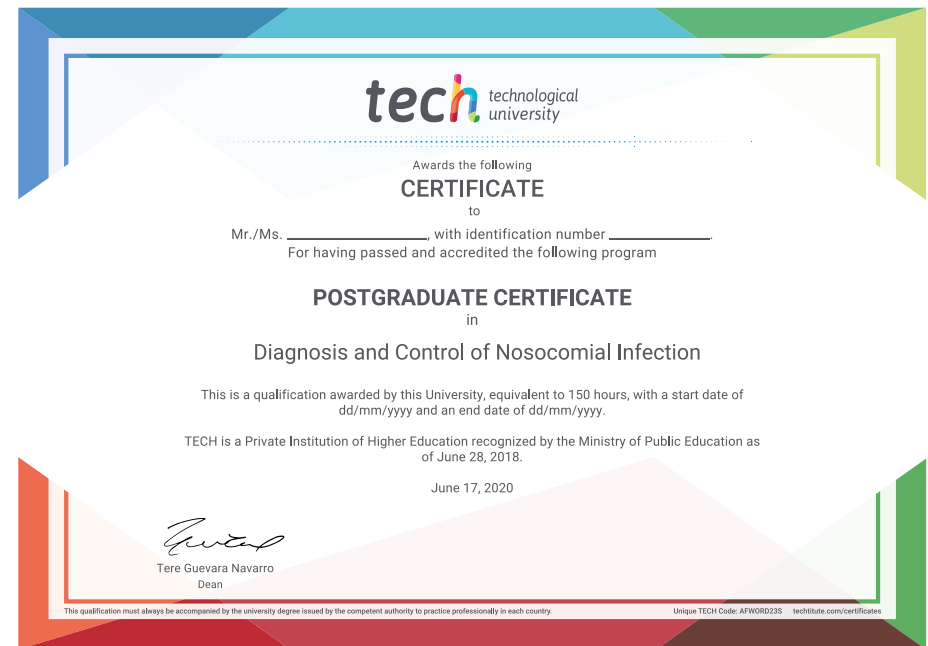 tech technological
university
Awards the following
CERTIFICATE
to
Mr./Ms. ____________________, with identification number ______________.
For having passed and accredited the following program
POSTGRADUATE CERTIFICATE
in
Diagnosis and Control of Nosocomial Infection
This is a qualification awarded by this University, equivalent to 150 hours, with a start date of
dd/mm/yyyy and an end date of dd/mm/yyyy.
TECH is a Private Institution of Higher Education recognized by the Ministry of Public Education as
of June 28, 2018.
June 17, 2020
Tere Guevara Navarro
Dean
This qualification must always be accompanied by the university degree issued by the competent authority to practice professionally in each country. Unique TECH Code: AFWORD23S techtitute.com/certificates